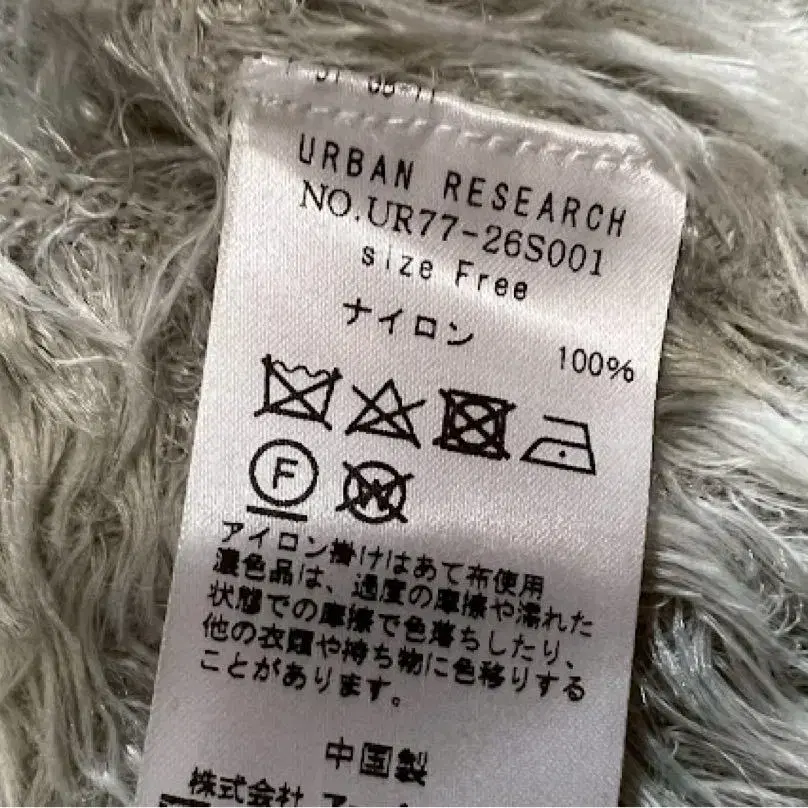 URBAN RESEARCH
NO.UR77-26S001
size Free
ナイロン 100%
F
W
アイロン掛けはあて布使用
濃色品は、過度の摩擦や濡れた
状態での摩擦で色落ちしたり、
他の衣類や持ち物に色移りする
ことがあります。
中国製
株式会社